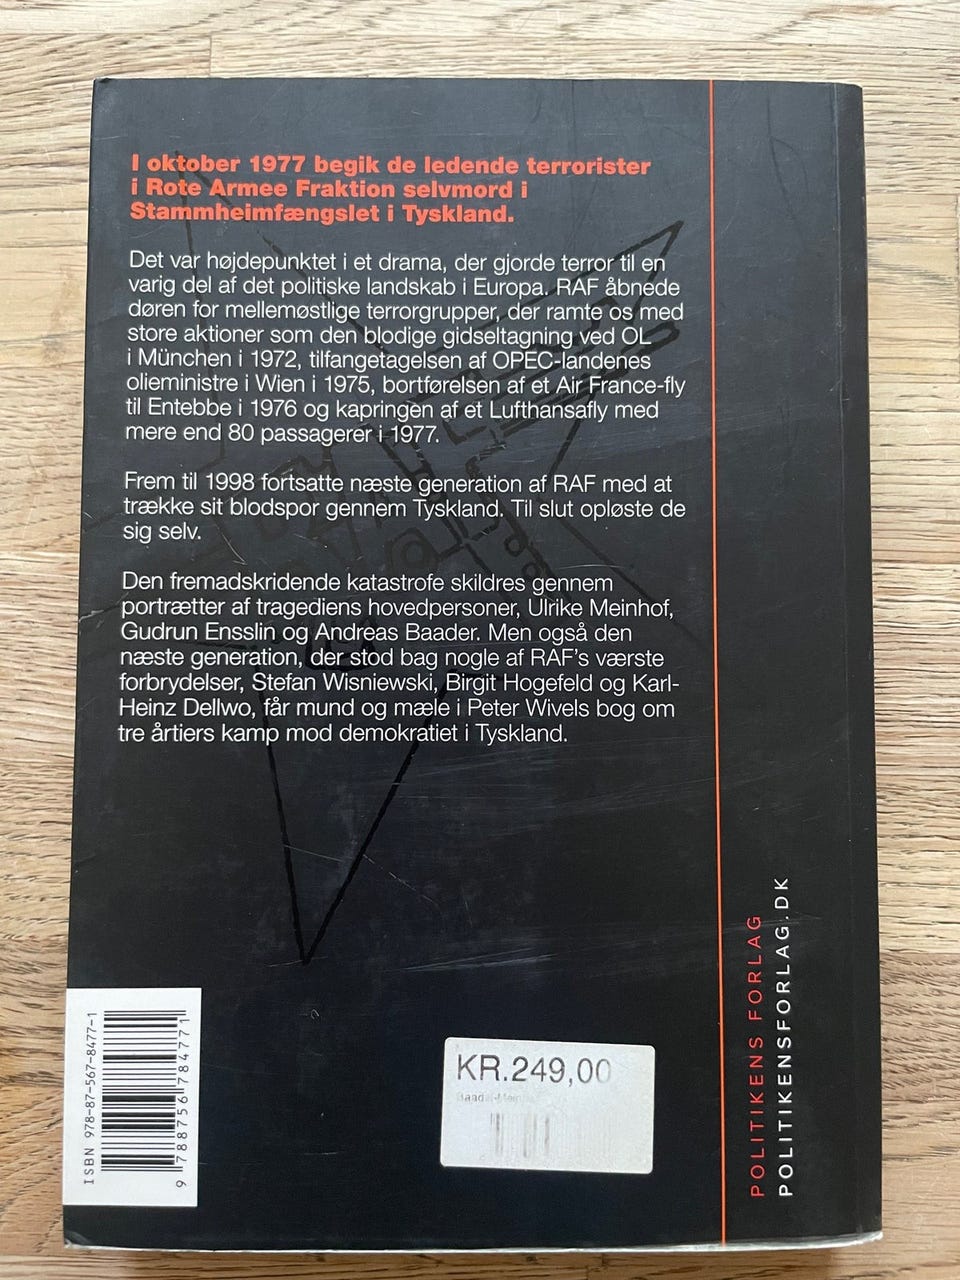 I oktober 1977 begik de ledende terrorister
i Rote Armee Fraktion selvmord i
Stammheimfængslet i Tyskland.
Det var højdepunktet i et drama, der gjorde terror til en
varig del af det politiske landskab i Europa. RAF åbnede
døren for mellemøstlige terrorgrupper, der ramte os med
store aktioner som den blodige gidseltagning ved OL
i München i 1972, tilfangetagelsen af OPEC-landenes
olieministre i Wien i 1975, bortførelsen af et Air France-fly
til Entebbe i 1976 og kapringen af et Lufthansafly med
mere end 80 passagerer i 1977.
Frem til 1998 fortsatte næste generation af RAF med at
trække sit blodspor gennem Tyskland. Til slut opløste de
sig selv.
Den fremadskridende katastrofe skildres gennem
portrætter af tragediens hovedpersoner, Ulrike Meinhof,
Gudrun Ensslin og Andreas Baader. Men også den
næste generation, der stod bag nogle af RAF's værste
forbrydelser, Stefan Wisniewski, Birgit Hogefeld og Karl-
Heinz Dellwo, får mund og mæle i Peter Wivels bog om
tre årtiers kamp mod demokratiet i Tyskland.
ISBN 978-87-567-8477-1
9 788756 784771
KR.249,00
POLITIKENS FORLAG
POLITIKENSFORLAG.DK